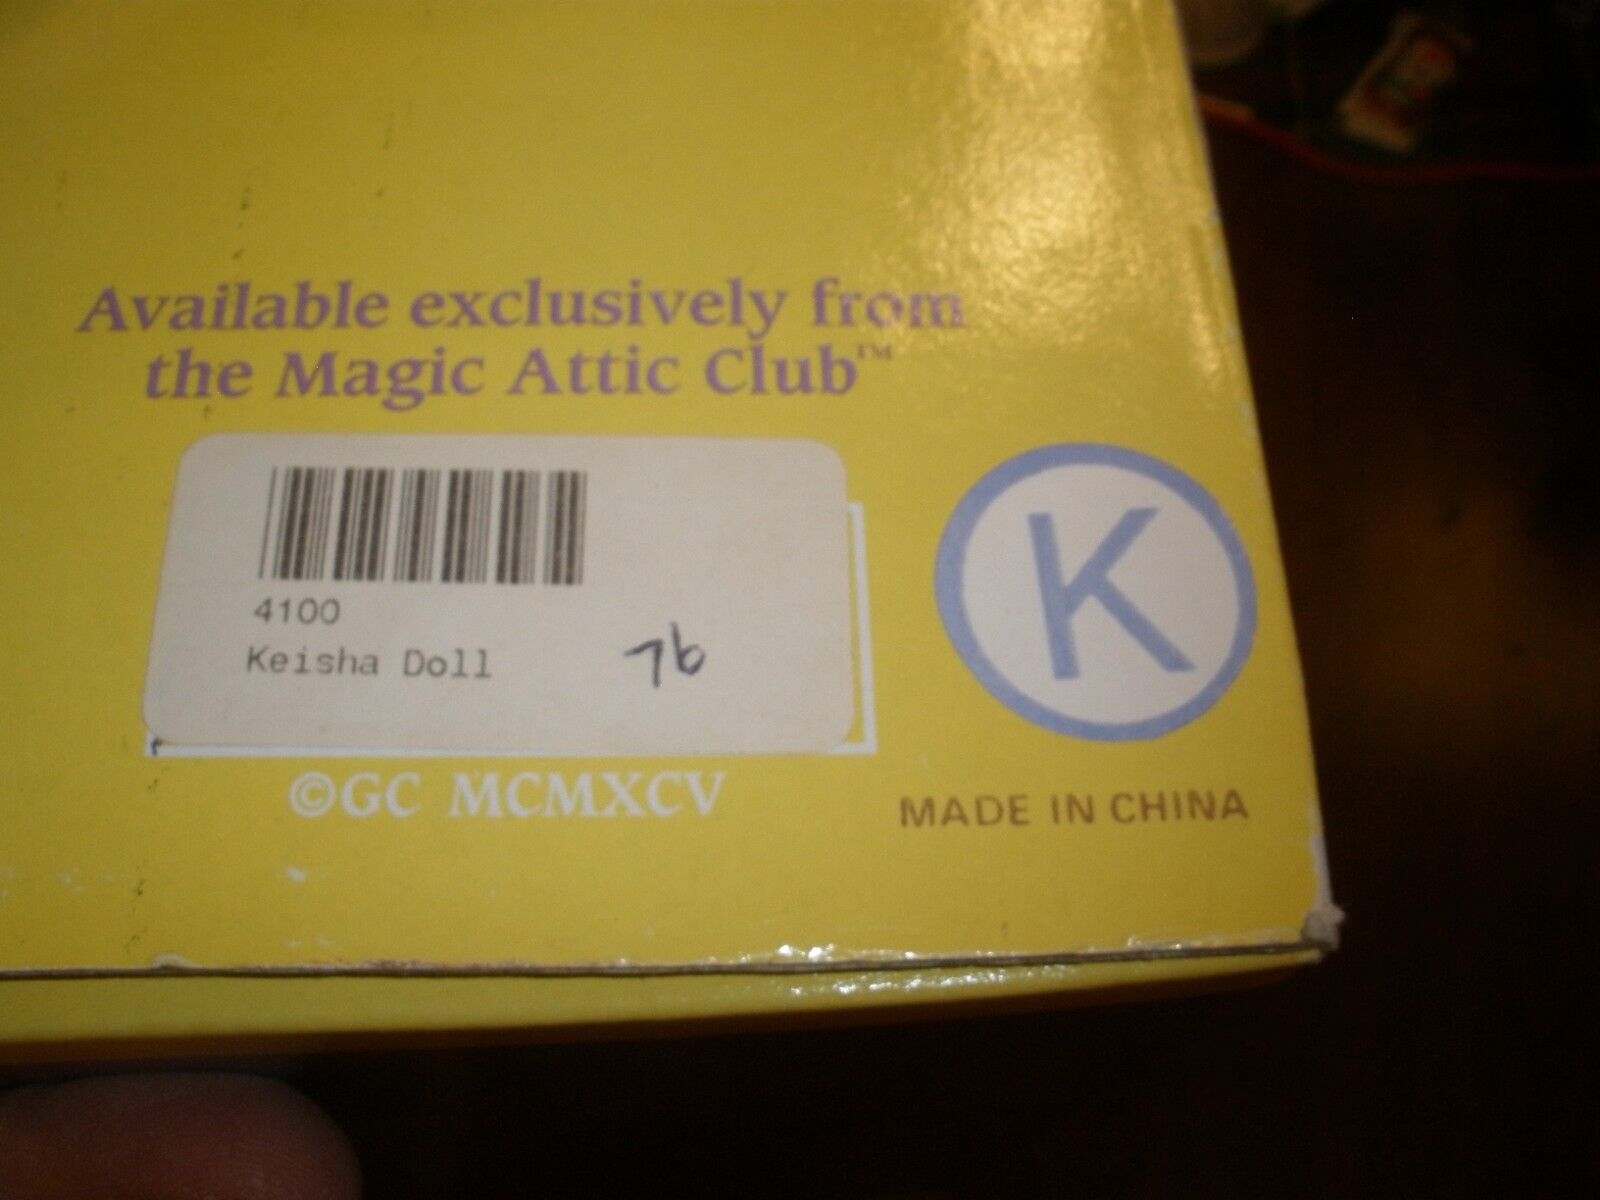 Available exclusively from
the Magic Attic Club™
4100
Keisha Doll
76
K
©GC MCMXCV
MADE IN CHINA